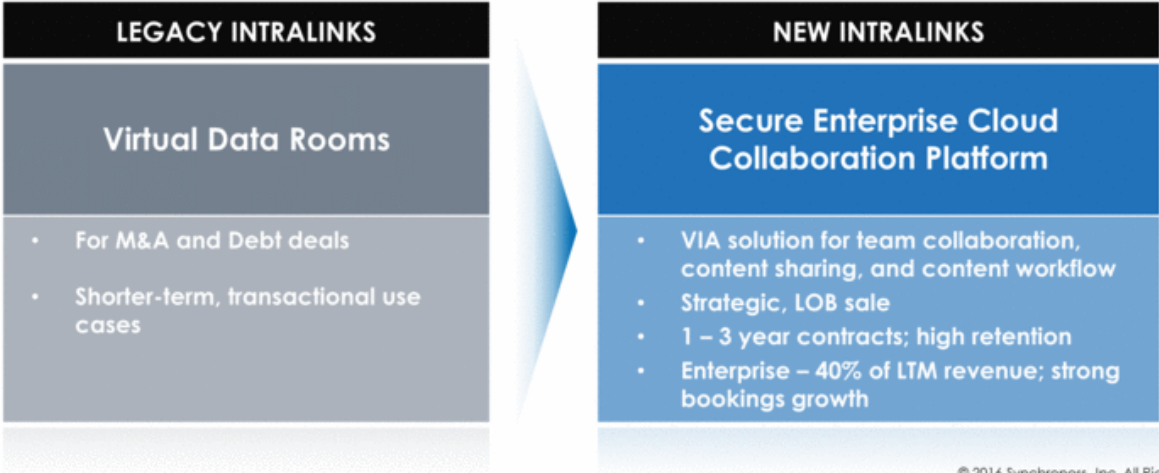 LEGACY INTRALINKS
Virtual Data Rooms
• For M&A and Debt deals
• Shorter-term, transactional use
cases
NEW INTRALINKS
Secure Enterprise Cloud
Collaboration Platform
• VIA solution for team collaboration,
content sharing, and content workflow
• Strategic, LOB sale
• 1 – 3 year contracts; high retention
• Enterprise – 40% of LTM revenue; strong
bookings growth
© 2016 Synchronoss, Inc. All